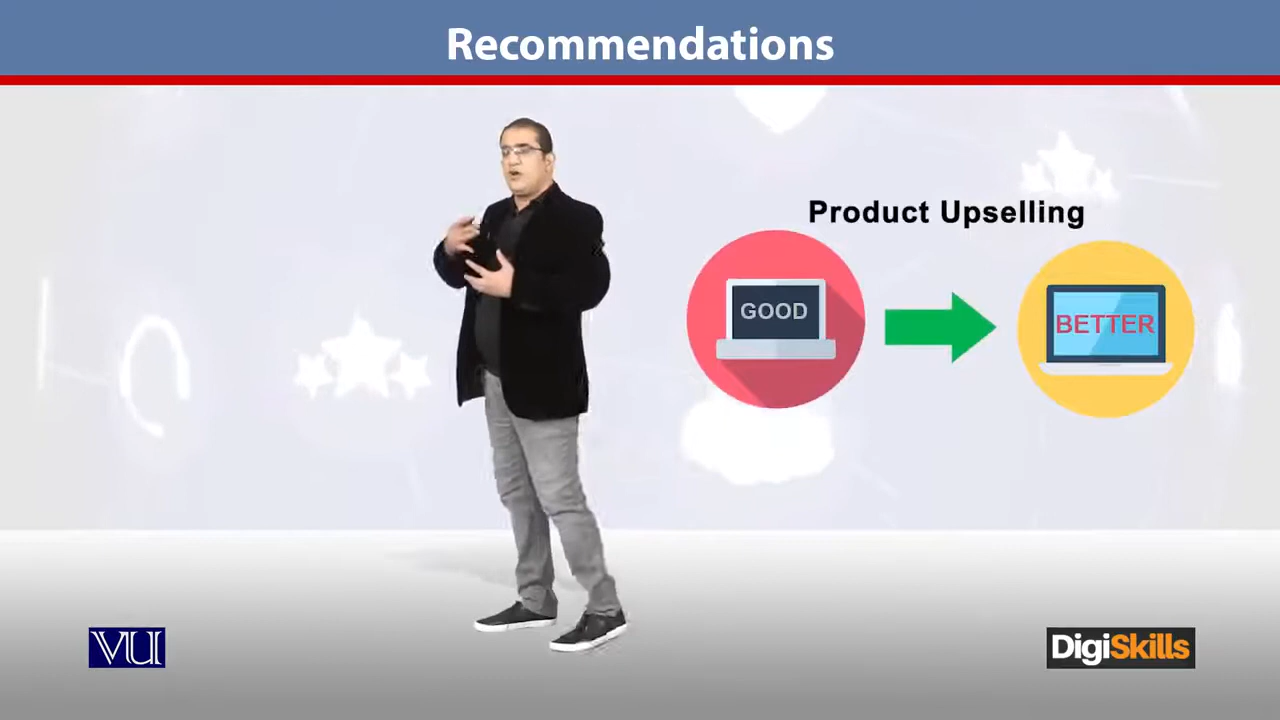 Recommendations
Product Upselling
GOOD
BETTER
VU
DigiSkills